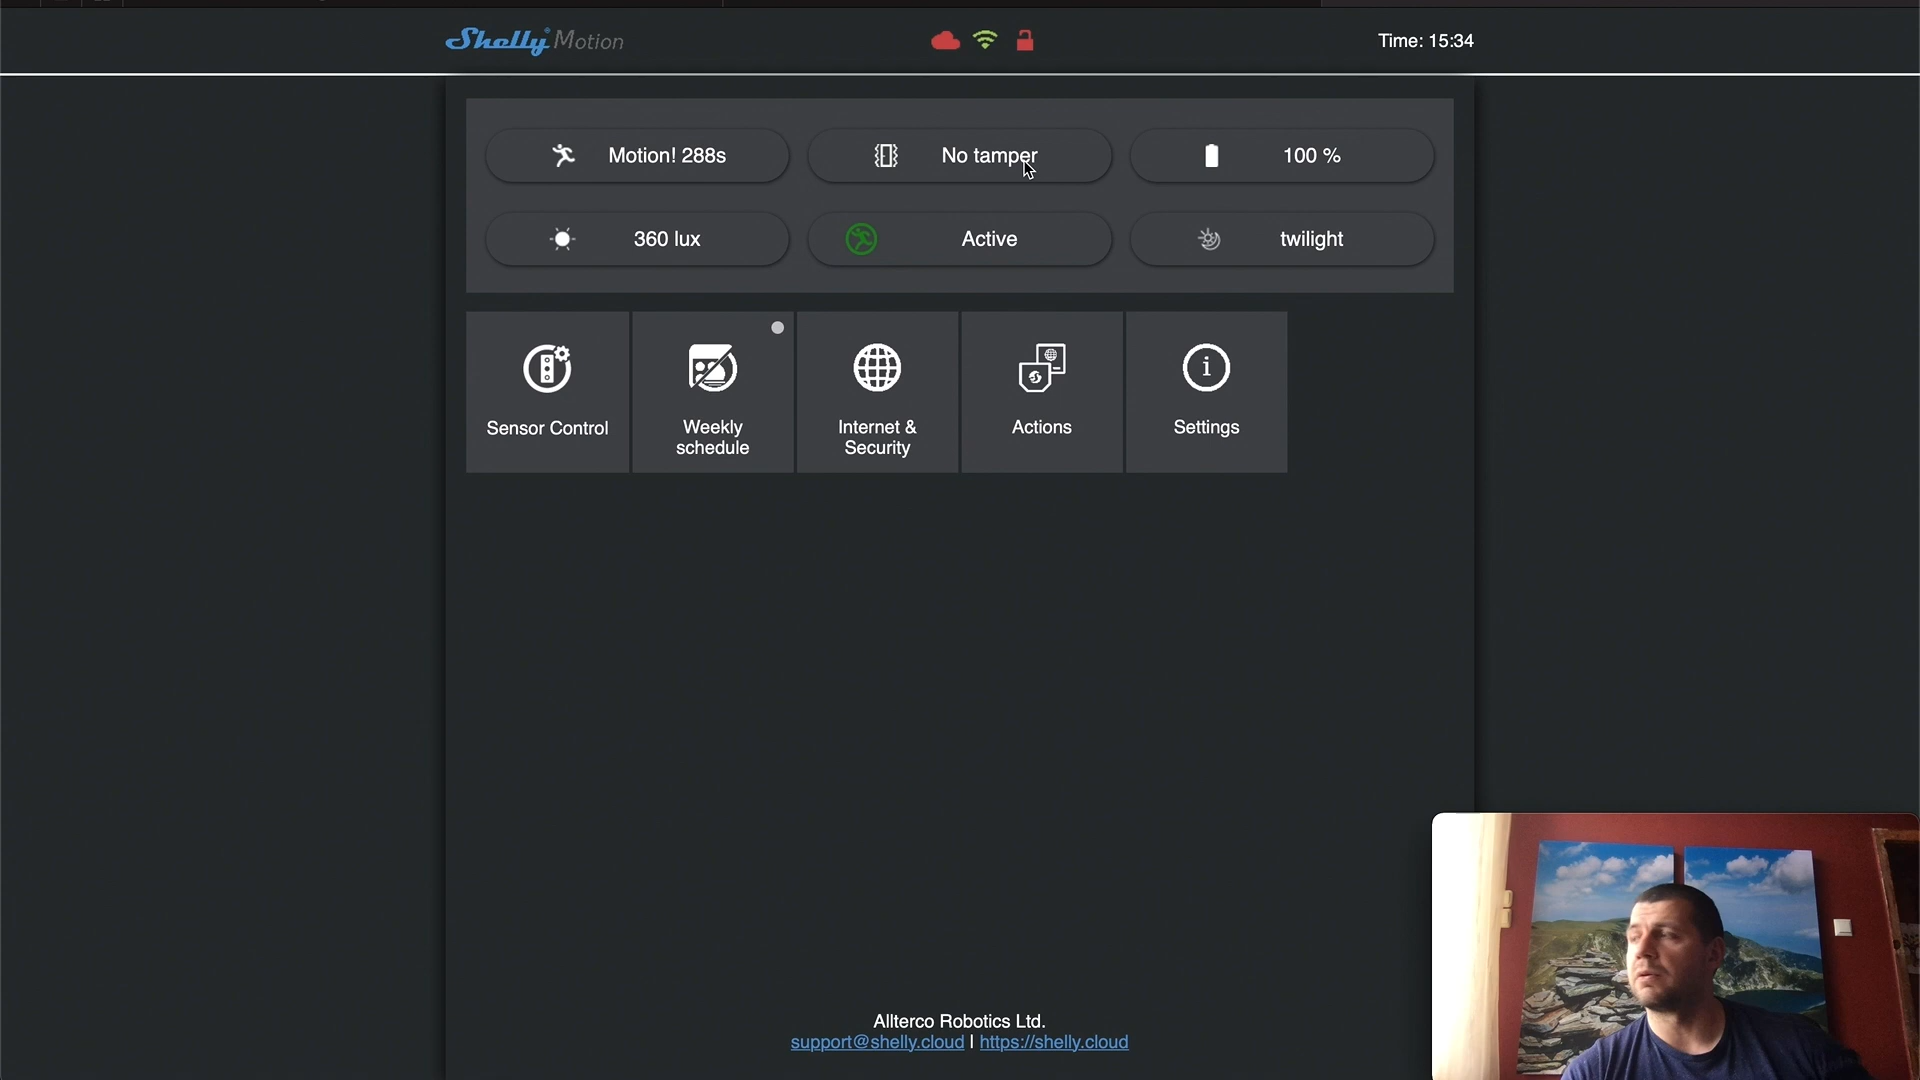 Shelly Motion
Time: 15:34
Motion! 288s
No tamper
100 %
360 lux
Active
twilight
Sensor Control
Weekly
schedule
Internet &
Security
Actions
Settings
Allterco Robotics Ltd.
support@shelly.cloud | https://shelly.cloud